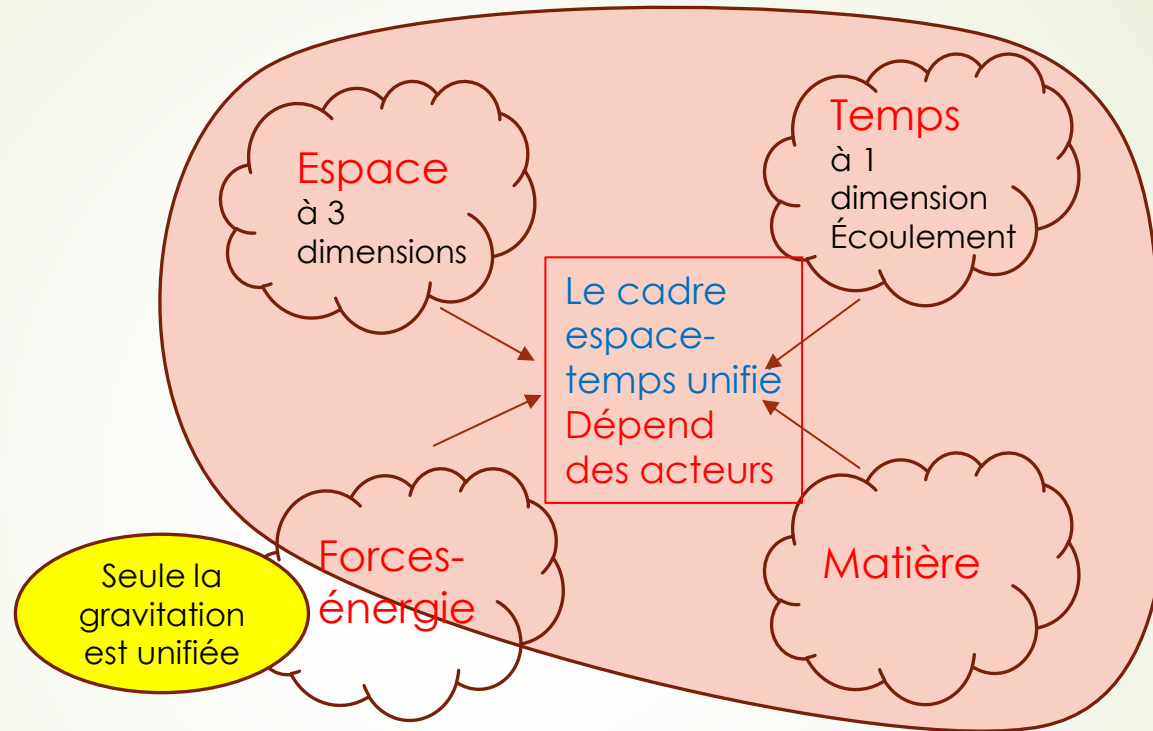 Espace
à 3
dimensions
Temps
à 1
dimension
Écoulement
Le cadre
espace-
temps unifié
Dépend
des acteurs
Forces-
énergie
Matière
Seule la
gravitation
est unifiée